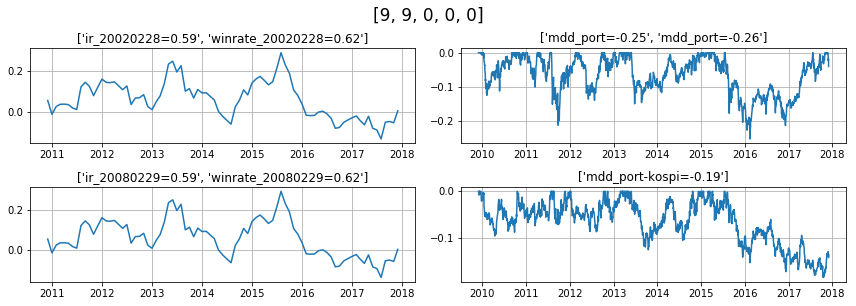 [9, 9, 0, 0, 0]
['ir_20020228=0.59', 'winrate_20020228=0.62']
0.2
0.0
2011 2012 2013 2014 2015 2016 2017 2018
['mdd_port=-0.25', 'mdd_port=-0.26']
0.0
−0.1
−0.2
2010 2011 2012 2013 2014 2015 2016 2017 2018
['ir_20080229=0.59', 'winrate_20080229=0.62']
0.2
0.0
2011 2012 2013 2014 2015 2016 2017 2018
['mdd_port-kospi=-0.19']
0.0
−0.1
2010 2011 2012 2013 2014 2015 2016 2017 2018